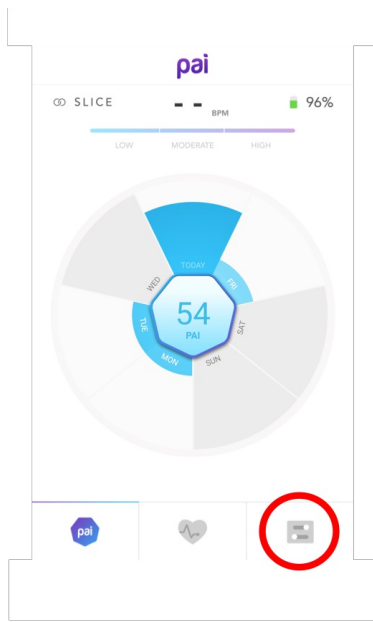 pai
SLICE
-- BPM
96%
LOW MODERATE HIGH
TODAY
WED
FRI
TUE
54
PAI
SAT
MON
SUN
pai